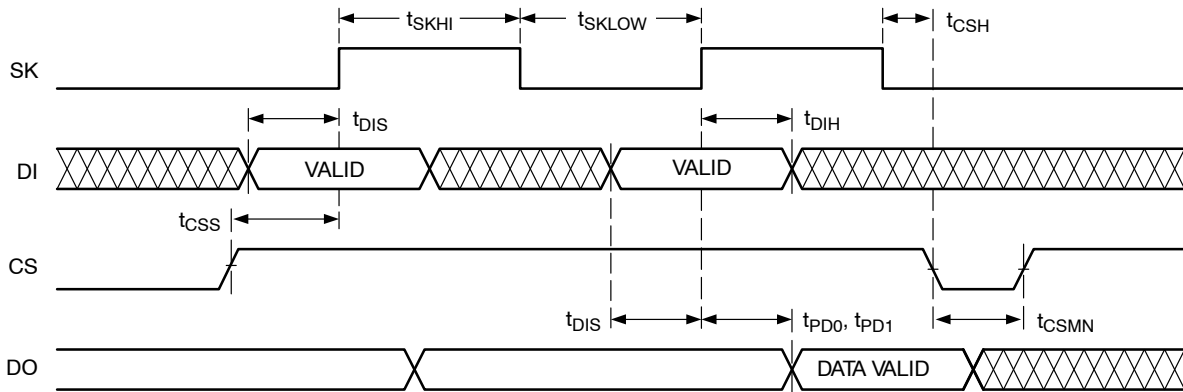 tSKHI tSKLOW tCSH
SK
tDIS tDIH
DI VALID VALID
tCSS
CS
tDIS tPD0, tPD1 tCSMN
DO DATA VALID